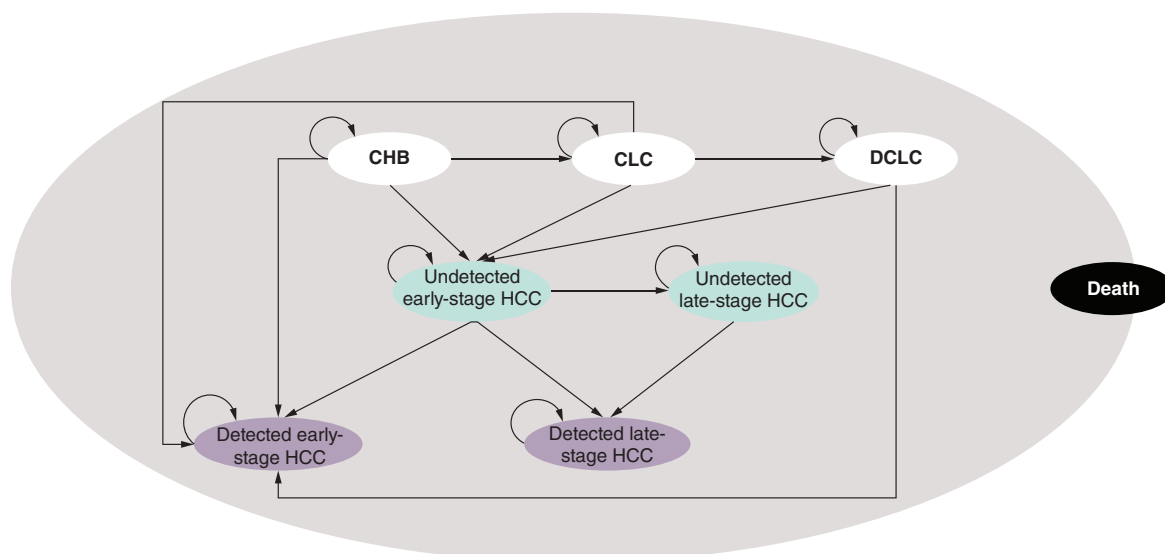 CHB
CLC
DCLC
Undetected
early-stage HCC
Undetected
late-stage HCC
Death
Detected early-
stage HCC
Detected late-
stage HCC